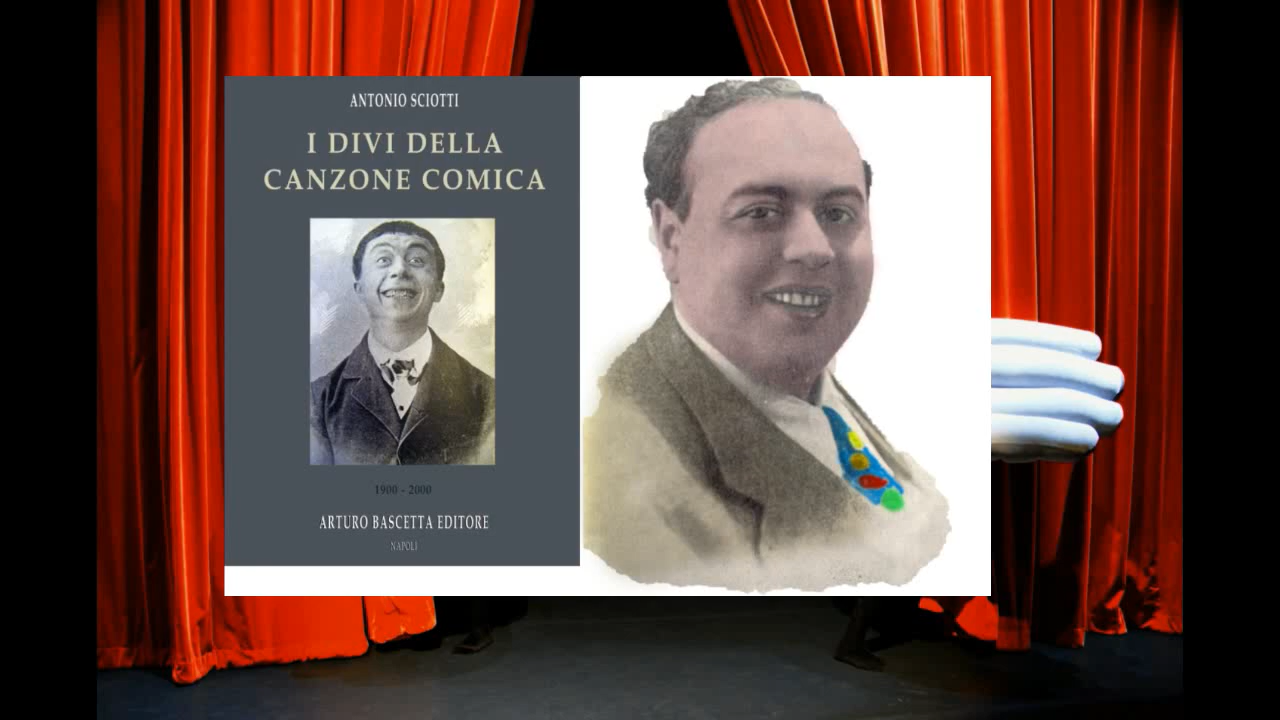 ANTONIO SCIOTTI
I DIVI DELLA
CANZONE COMICA
1900 - 2000
ARTURO BASCETTA EDITORE
NAPOLI